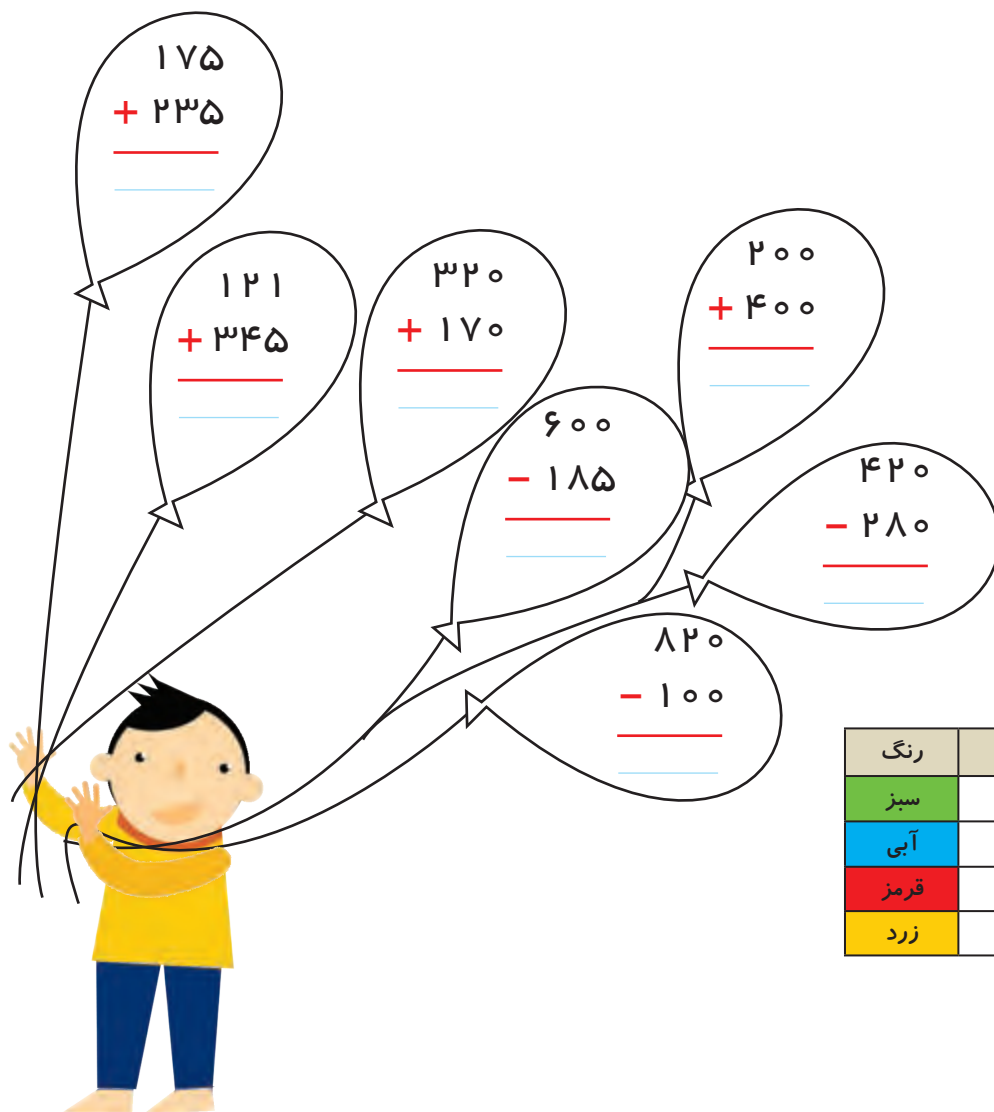 ۱۷۵
+ ۲۳۵
۱۲۱
+ ۳۴۵
۳۲۰
+ ۱۷۰
۲۰۰
+ ۴۰۰
۶۰۰
- ۱۸۵
۴۲۰
- ۲۸۰
۸۲۰
- ۱۰۰
رنگ
سبز
آبی
قرمز
زرد